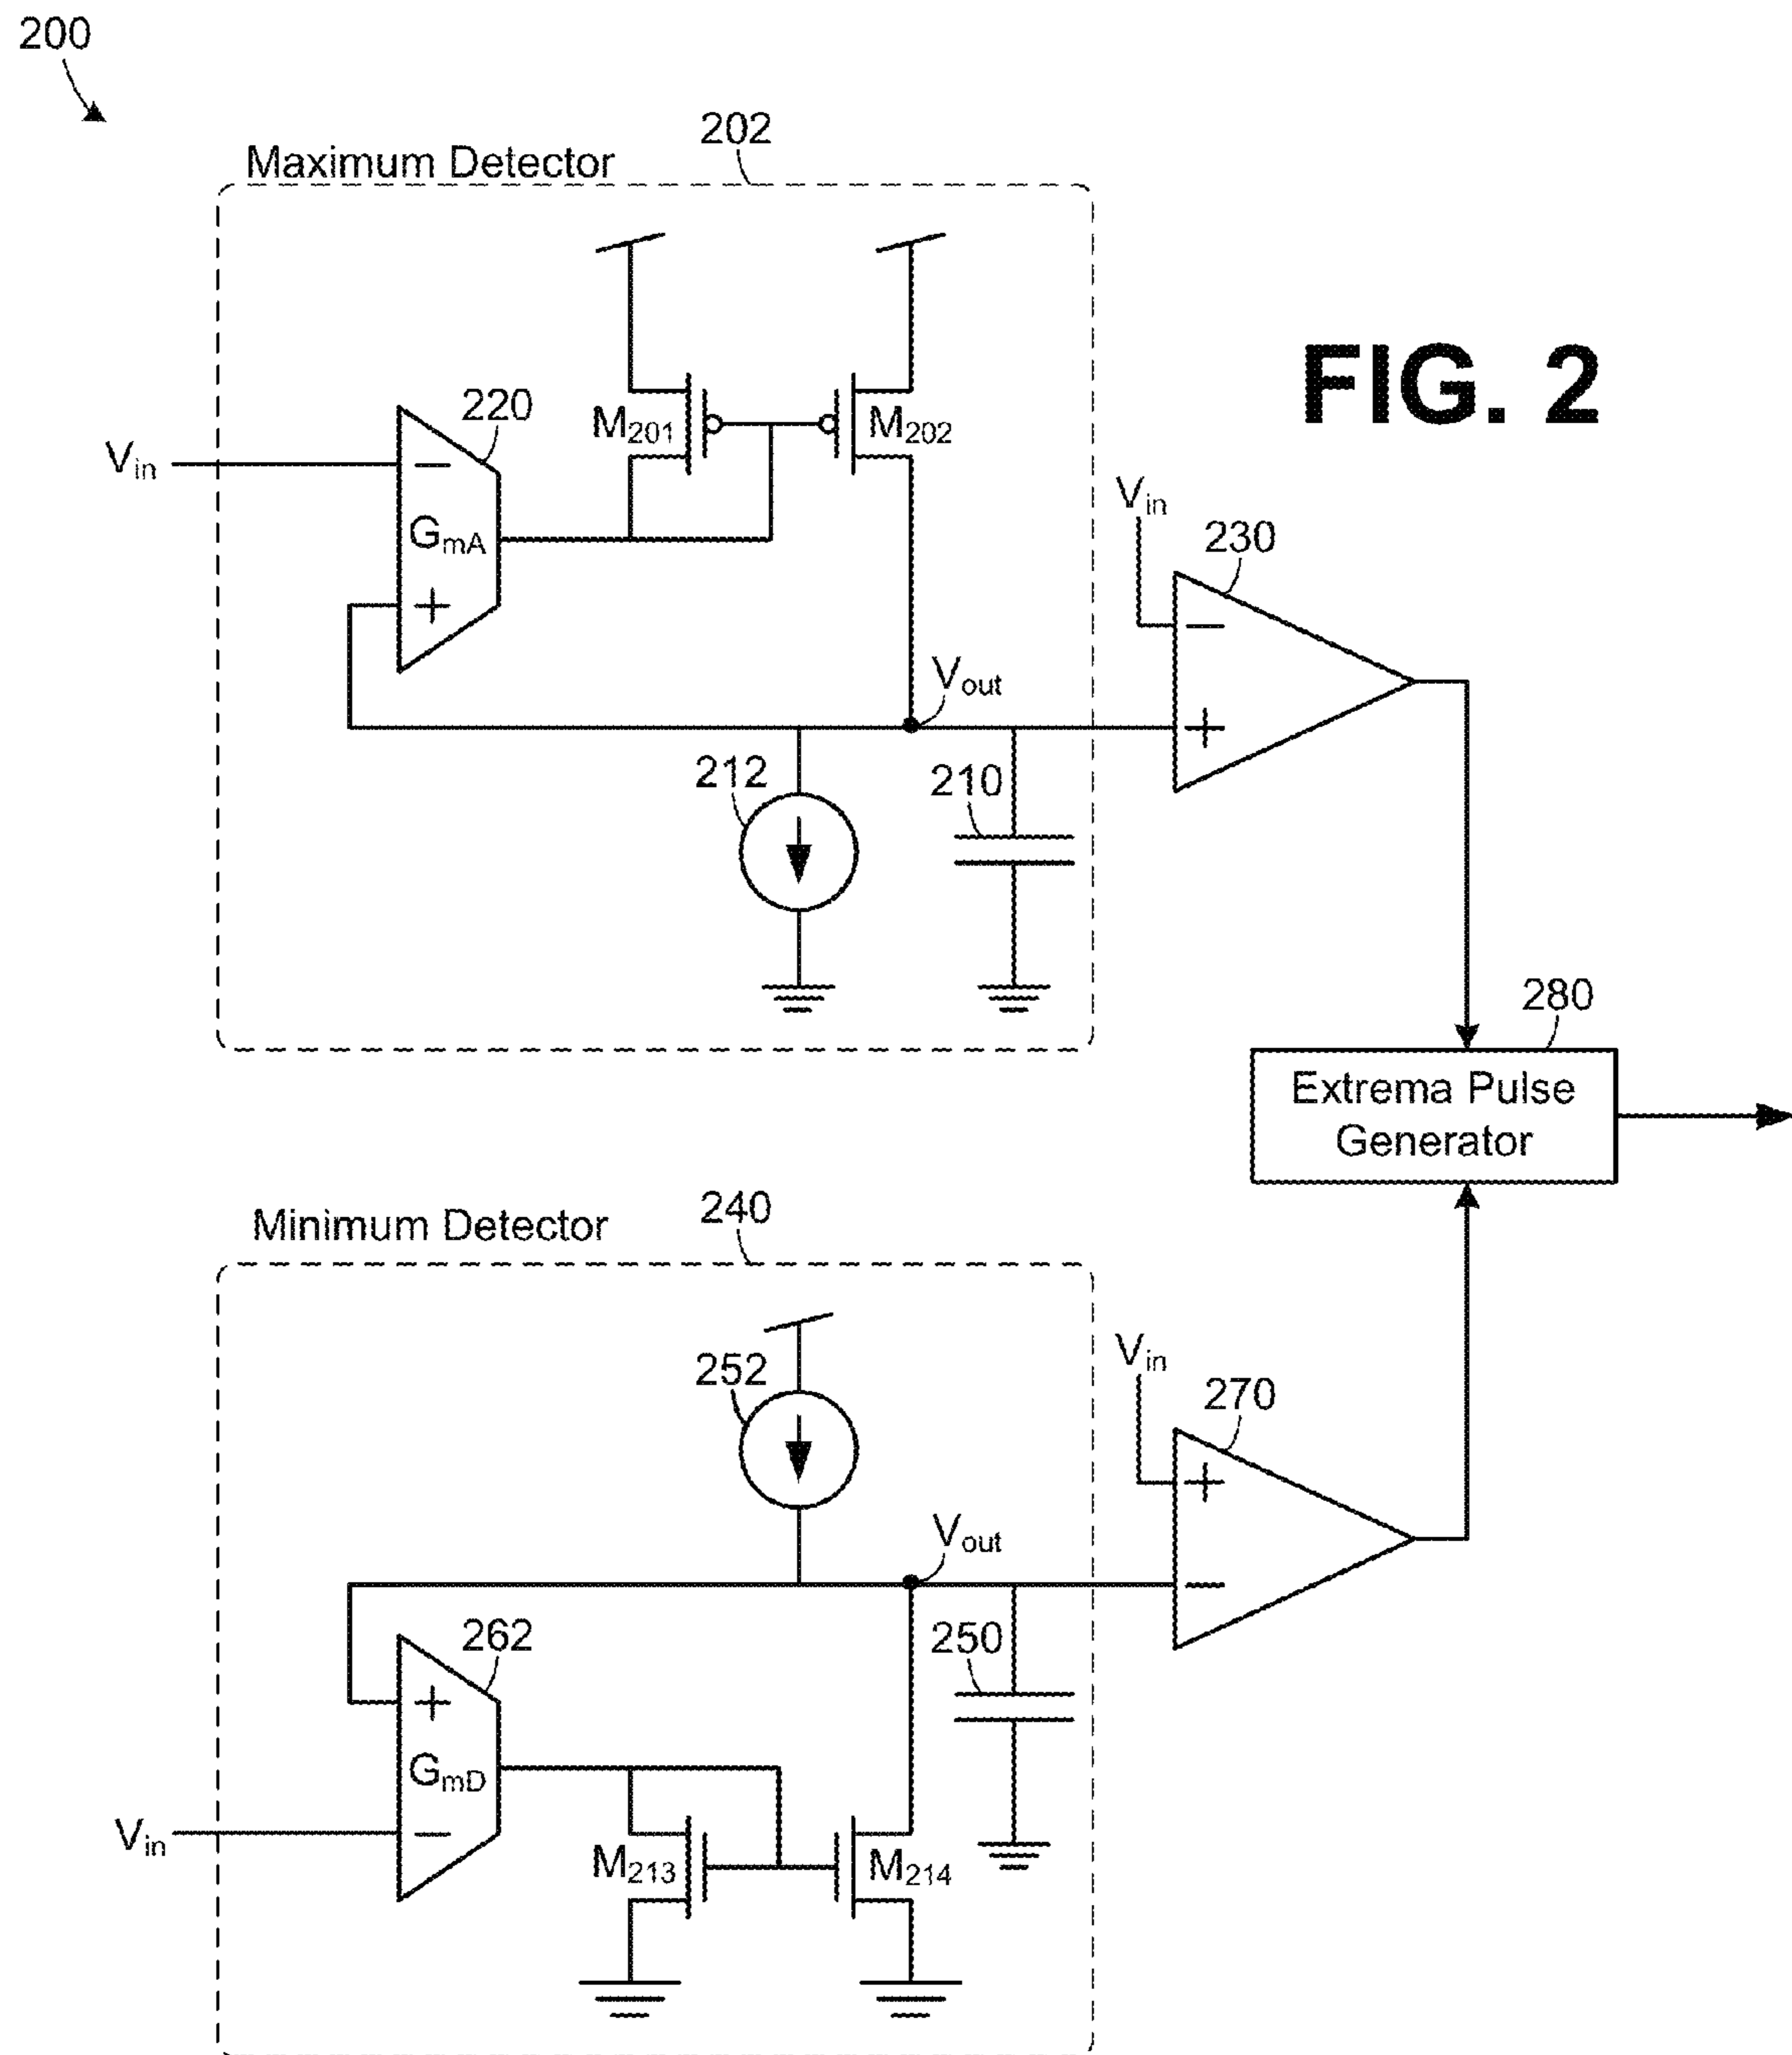 200
202
Maximum Detector
FIG. 2
M201
M202
220
Vin
−
GmA
+
Vin
230
−
+
Vout
212
210
280
Extrema Pulse
Generator
240
Minimum Detector
252
Vin
270
+
−
Vout
262
250
+
GmD
−
Vin
M213
M214